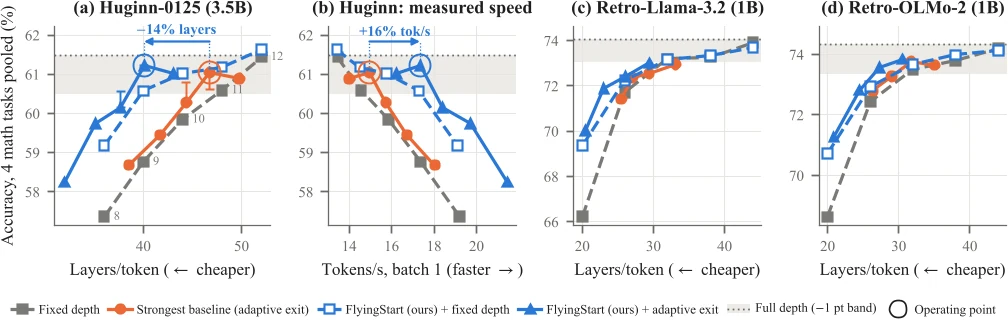 (a) Huginn-0125 (3.5B)
(b) Huginn: measured speed
(c) Retro-Llama-3.2 (1B)
(d) Retro-OLMo-2 (1B)
Accuracy, 4 math tasks pooled (%)
62
61
60
59
58
−14% layers
12
11
10
9
8
40
50
Layers/token (← cheaper)
62
61
60
59
58
+16% tok/s
14
16
18
20
Tokens/s, batch 1 (faster →)
74
72
70
68
66
20
30
40
Layers/token (← cheaper)
74
72
70
20
30
40
Layers/token (← cheaper)
Fixed depth
Strongest baseline (adaptive exit)
FlyingStart (ours) + fixed depth
FlyingStart (ours) + adaptive exit
Full depth (−1 pt band)
Operating point